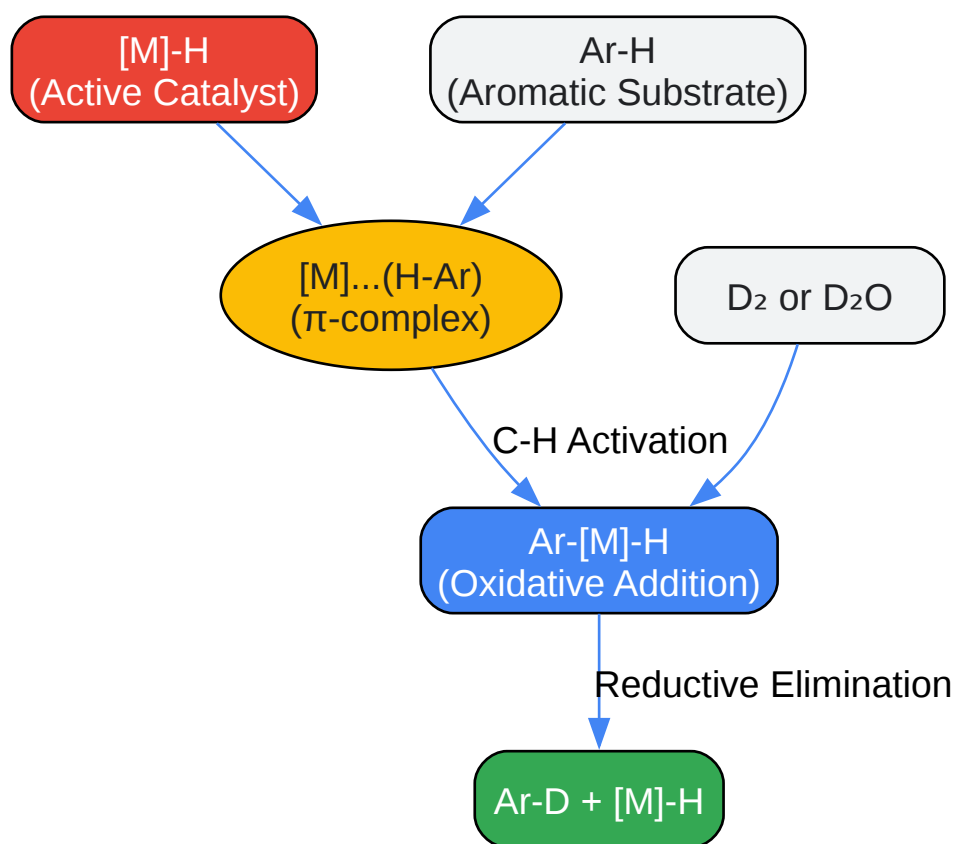 [M]-H
(Active Catalyst)
Ar-H
(Aromatic Substrate)
[M]...(H-Ar)
(π-complex)
D₂ or D₂O
C-H Activation
Ar-[M]-H
(Oxidative Addition)
Reductive Elimination
Ar-D + [M]-H